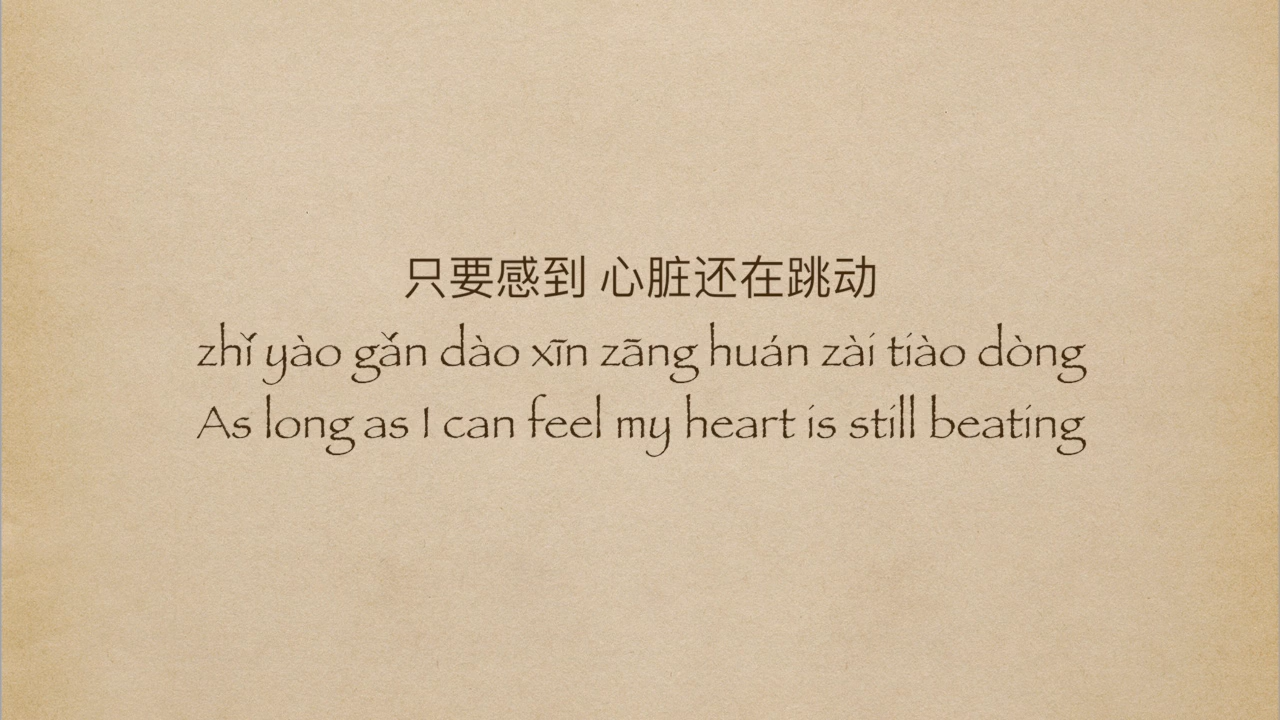 只要感到 心脏还在跳动
zhǐ yào gǎn dào xīn zāng huán zài tiào dòng
As long as I can feel my heart is still beating